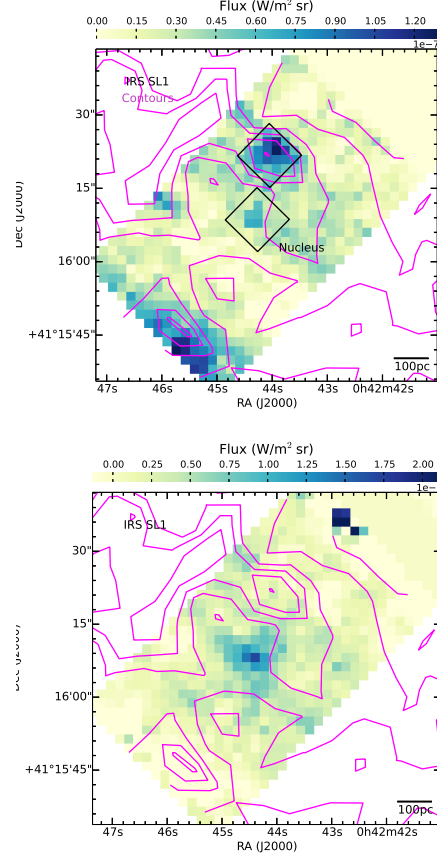 Flux (W/m² sr)
0.00 0.15 0.30 0.45 0.60 0.75 0.90 1.05 1.20
1e-7
IRS SL1
Contours
30"
15"
16'00"
+41°15'45"
Dec (J2000)
Nucleus
100pc
47s 46s 45s 44s 43s 0h42m42s
RA (J2000)
Flux (W/m² sr)
0.00 0.25 0.50 0.75 1.00 1.25 1.50 1.75 2.00
IRS SL1
30"
15"
16'00"
+41°15'45"
100pc
47s 46s 45s 44s 43s 0h42m42s
RA (J2000)